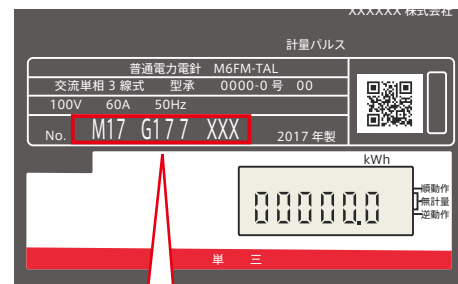 XXXXXX 株式会社
計量パルス
普通電力電針 M6FM-TAL
交流単相 3 線式 型承 0000-0 号 00
100V 60A 50Hz
No. M17 G177 XXX 2017 年製
kWh
00000.0
順動作
無計量
逆動作
単 三